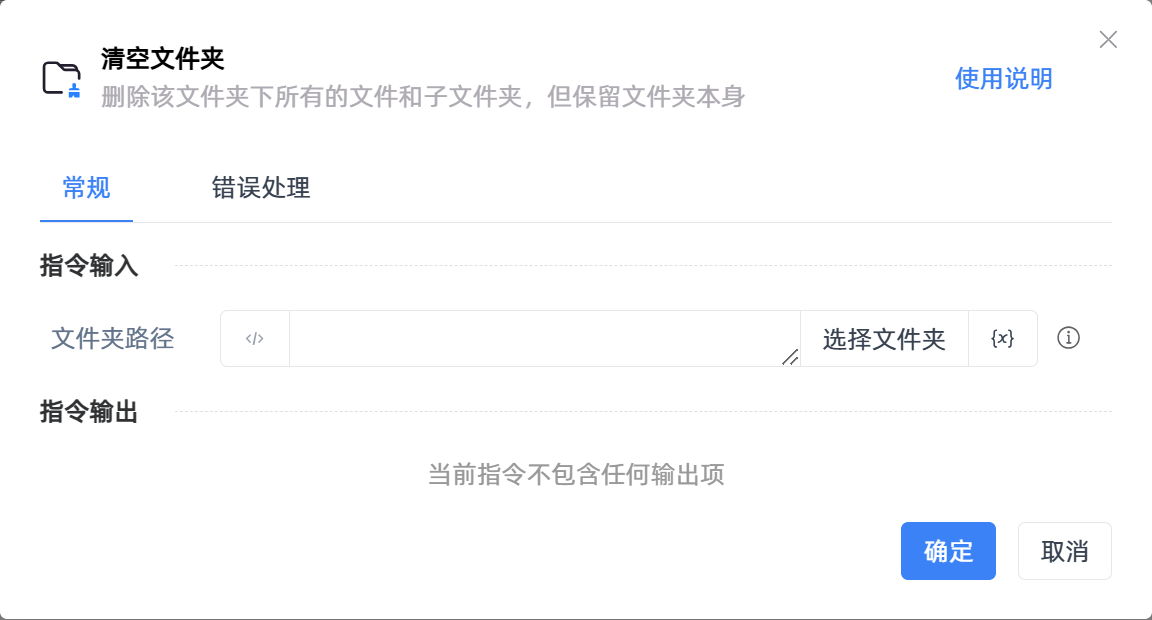 清空文件夹
删除该文件夹下所有的文件和子文件夹，但保留文件夹本身
使用说明
常规
错误处理
指令输入
文件夹路径
</>
选择文件夹
{x}
指令输出
当前指令不包含任何输出项
确定
取消